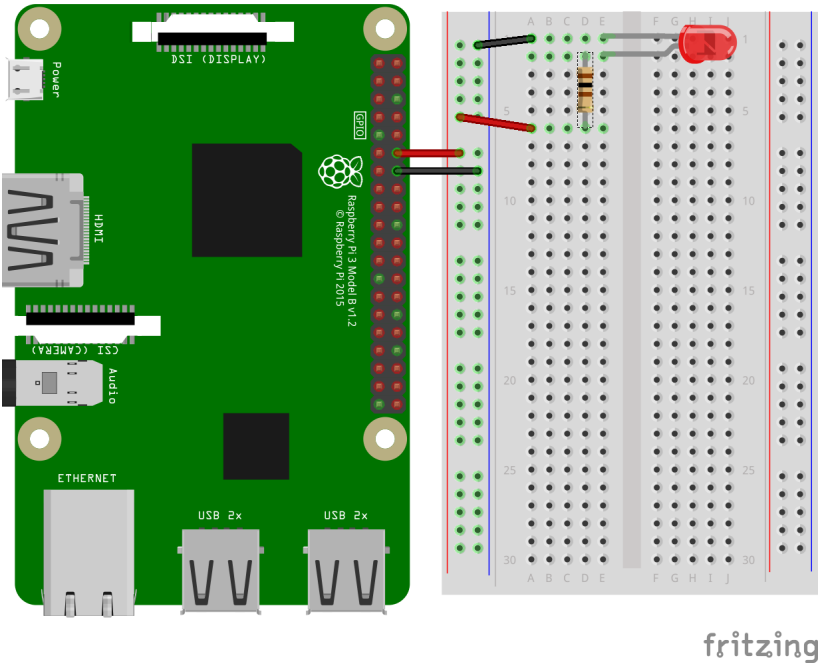 DSI (DISPLAY)
Power
GPIO
HDMI
Raspberry Pi 3 Model B v1.2
© Raspberry Pi 2015
CSI (CAMERA)
Audio
ETHERNET
USB 2x
USB 2x
A B C D E F G H I J
1 1
5 5
10 10
15 15
20 20
25 25
30 30
A B C D E F G H I J
fritzing